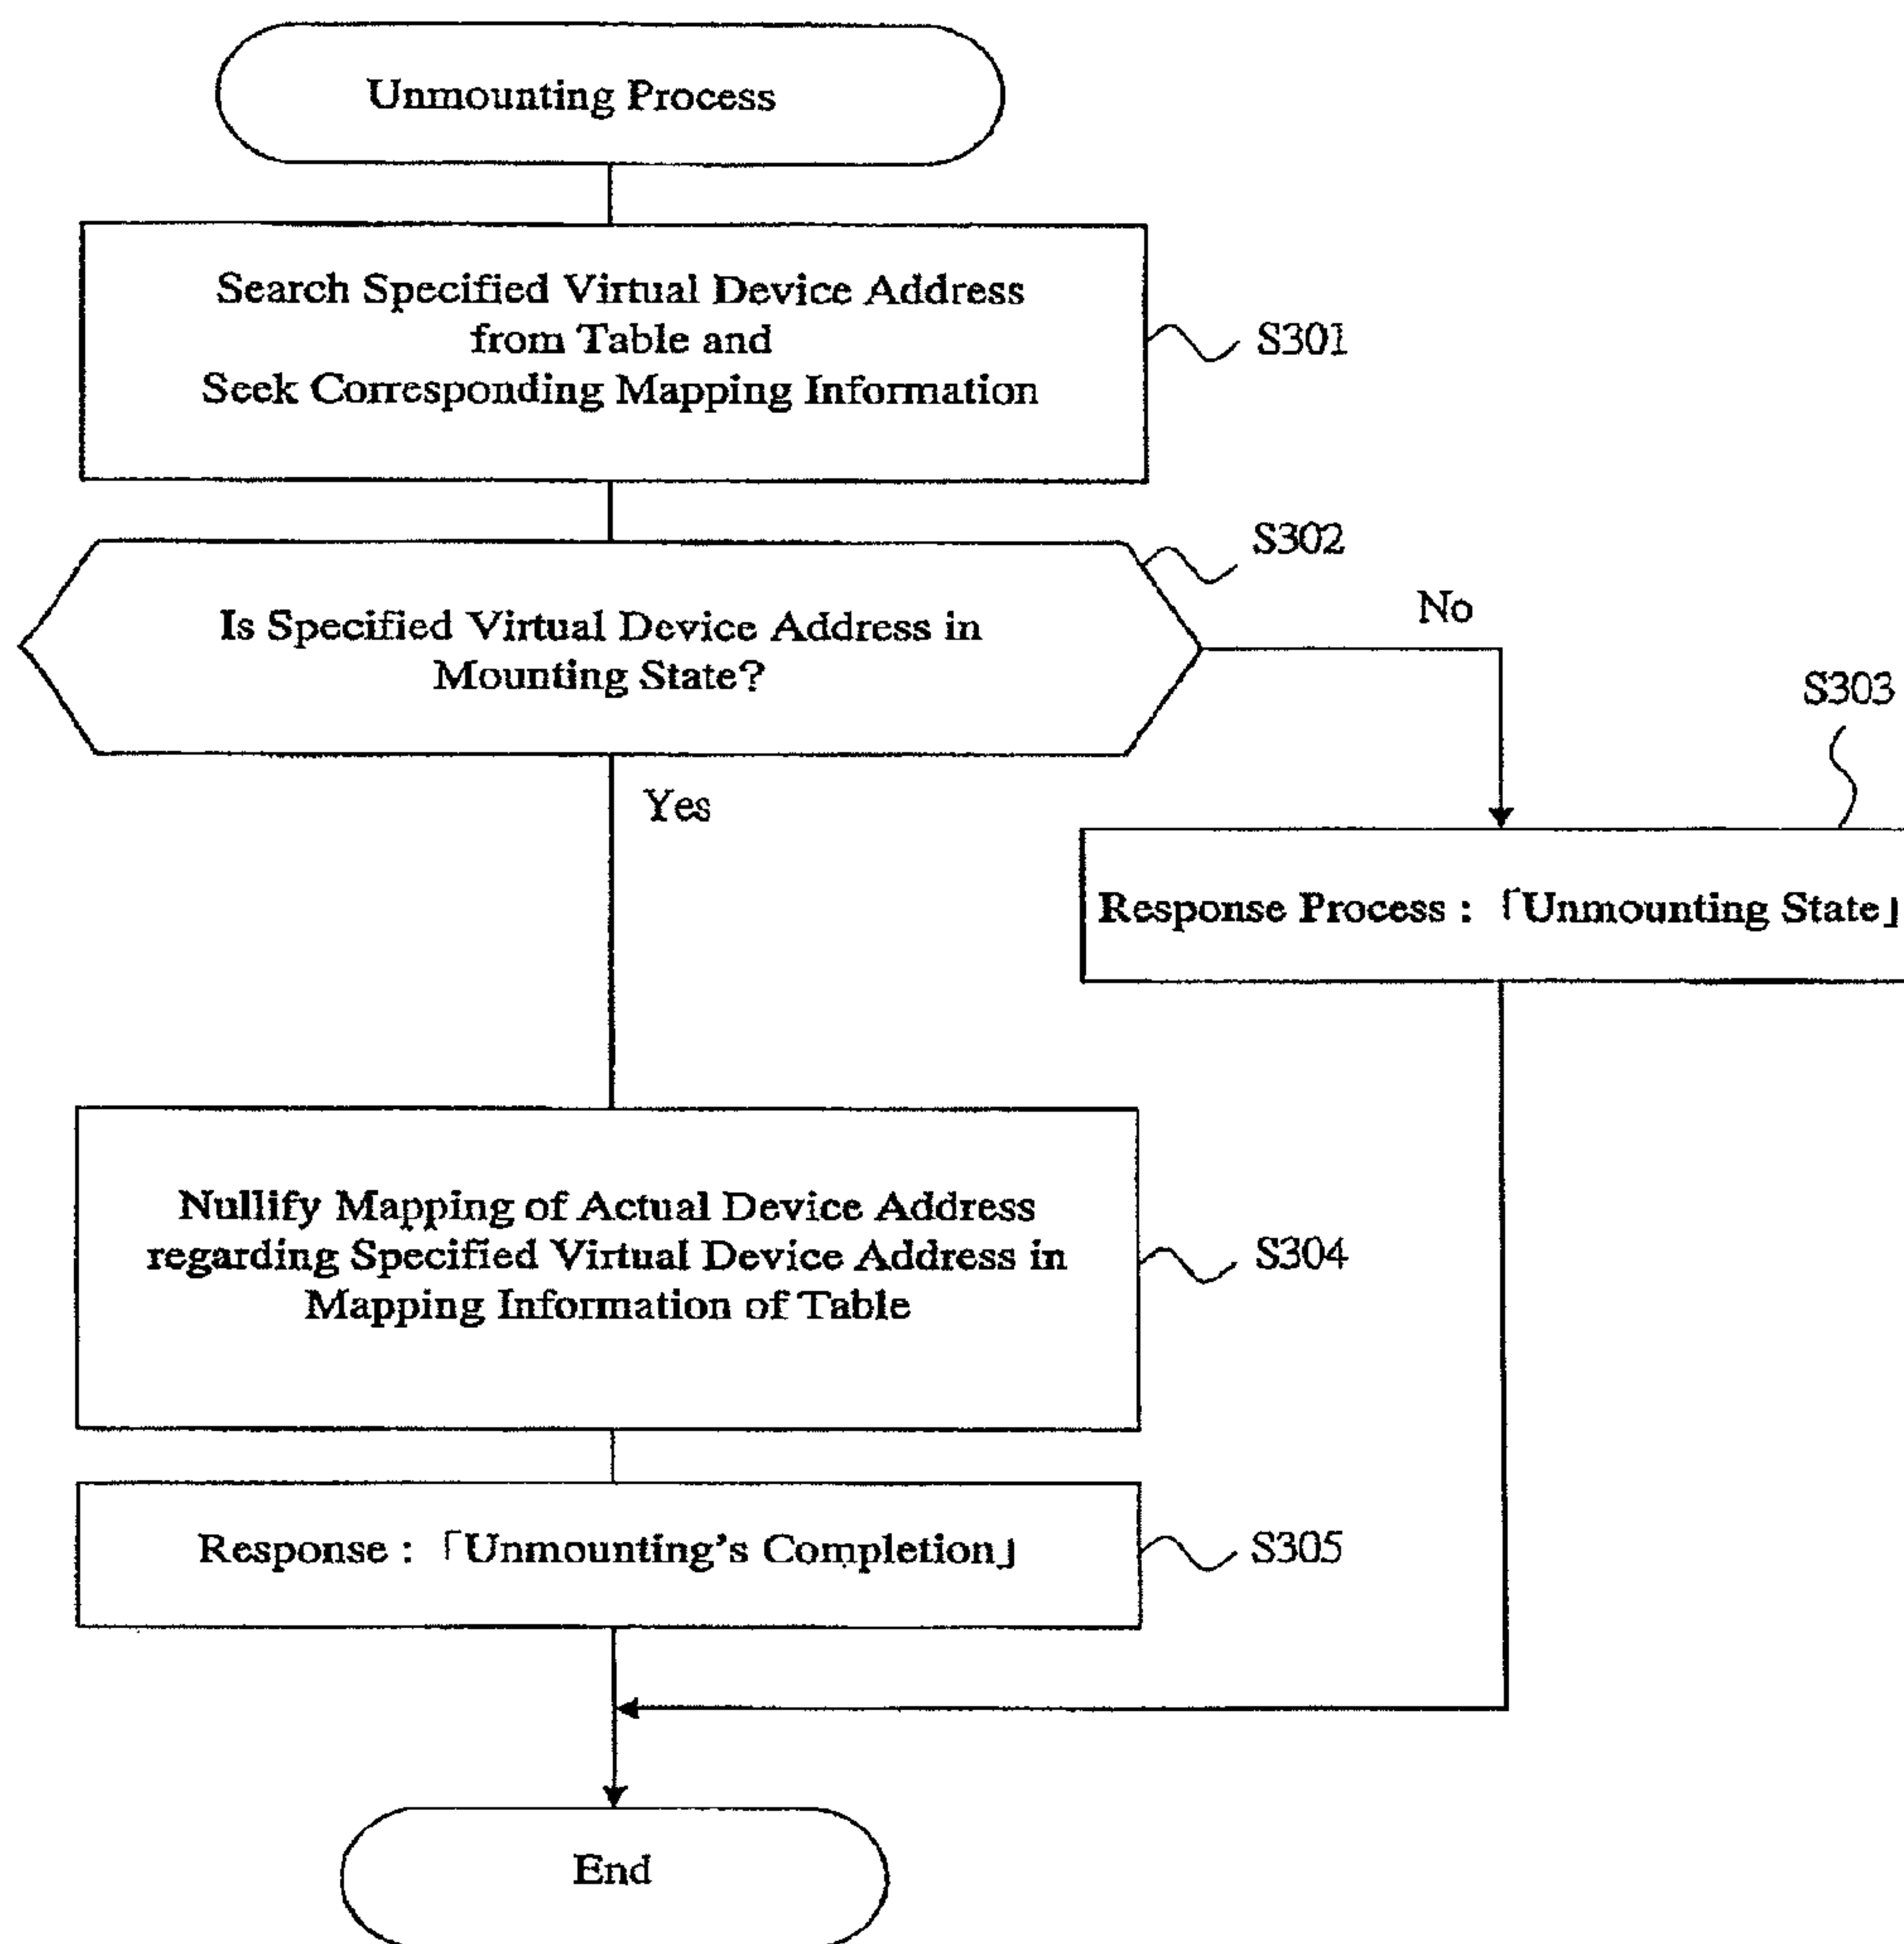 Unmounting Process
Search Specified Virtual Device Address
from Table and
Seek Corresponding Mapping Information
S301
S302
Is Specified Virtual Device Address in
Mounting State?
No
S303
Yes
Response Process : 「Unmounting State」
Nullify Mapping of Actual Device Address
regarding Specified Virtual Device Address in
Mapping Information of Table
S304
Response : 「Unmounting's Completion」
S305
End